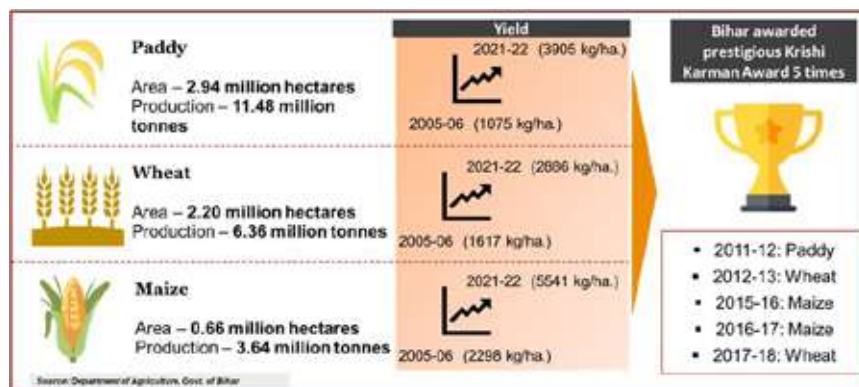 Paddy
Area – 2.94 million hectares
Production – 11.48 million
tonnes
Yield
2021-22 (3905 kg/ha.)
2005-06 (1075 kg/ha.)
Wheat
Area – 2.20 million hectares
Production – 6.36 million tonnes
2021-22 (2886 kg/ha.)
2005-06 (1617 kg/ha.)
Maize
Area – 0.66 million hectares
Production – 3.64 million tonnes
2021-22 (5541 kg/ha.)
2005-06 (2298 kg/ha.)
Source: Department of Agriculture, Govt. of Bihar
Bihar awarded
prestigious Krishi
Karman Award 5 times
• 2011-12: Paddy
• 2012-13: Wheat
• 2015-16: Maize
• 2016-17: Maize
• 2017-18: Wheat